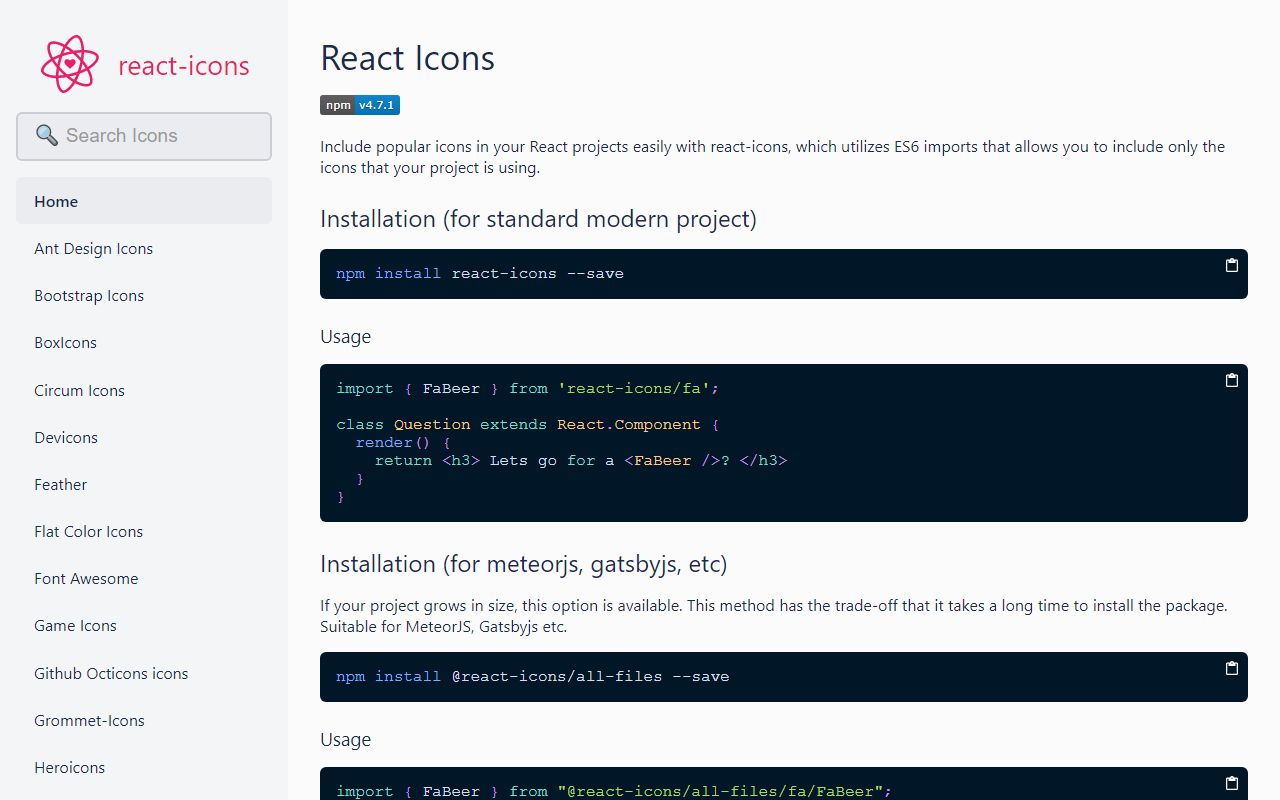 react-icons
Search Icons
Home
Ant Design Icons
Bootstrap Icons
BoxIcons
Circum Icons
Devicons
Feather
Flat Color Icons
Font Awesome
Game Icons
Github Octicons icons
Grommet-Icons
Heroicons
React Icons
npm v4.7.1
Include popular icons in your React projects easily with react-icons, which utilizes ES6 imports that allows you to include only the
icons that your project is using.
Installation (for standard modern project)
npm install react-icons --save
Usage
import { FaBeer } from 'react-icons/fa';
class Question extends React.Component {
  render() {
    return <h3> Lets go for a <FaBeer />? </h3>
  }
}
Installation (for meteorjs, gatsbyjs, etc)
If your project grows in size, this option is available. This method has the trade-off that it takes a long time to install the package.
Suitable for MeteorJS, Gatsbyjs etc.
npm install @react-icons/all-files --save
Usage
import { FaBeer } from "@react-icons/all-files/fa/FaBeer";